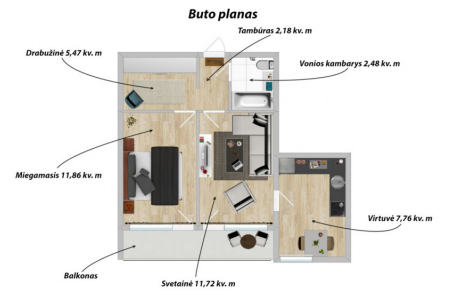 Buto planas
Tambūras 2,18 kv. m
Drabužinė 5,47 kv. m
Vonios kambarys 2,48 kv. m
Miegamasis 11,86 kv. m
Virtuvė 7,76 kv. m
Balkonas
Svetainė 11,72 kv. m